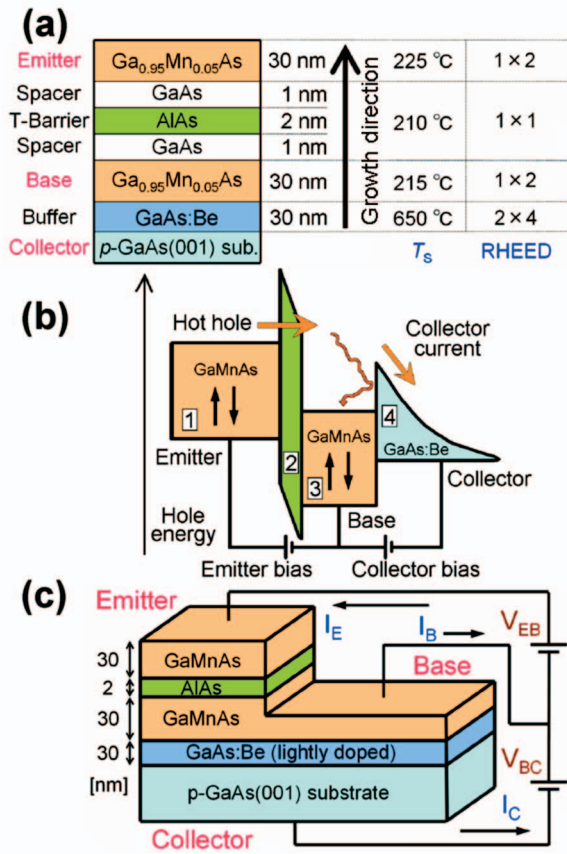 (a)
Emitter Ga0.95Mn0.05As 30 nm 225 °C 1 × 2
Spacer GaAs 1 nm
T-Barrier AlAs 2 nm 210 °C 1 × 1
Spacer GaAs 1 nm
Base Ga0.95Mn0.05As 30 nm 215 °C 1 × 2
Buffer GaAs:Be 30 nm 650 °C 2 × 4
Collector p-GaAs(001) sub. Ts RHEED
Growth direction
(b)
Hot hole
Collector
current
GaMnAs
1
Emitter
2
GaMnAs
3
4
GaAs:Be
Collector
Hole
energy
Base
Emitter bias
Collector bias
(c)
Emitter
IE
IB
VEB
Base
30 GaMnAs
2 AlAs
30 GaMnAs
30 GaAs:Be (lightly doped)
[nm]
p-GaAs(001) substrate
VBC
IC
Collector